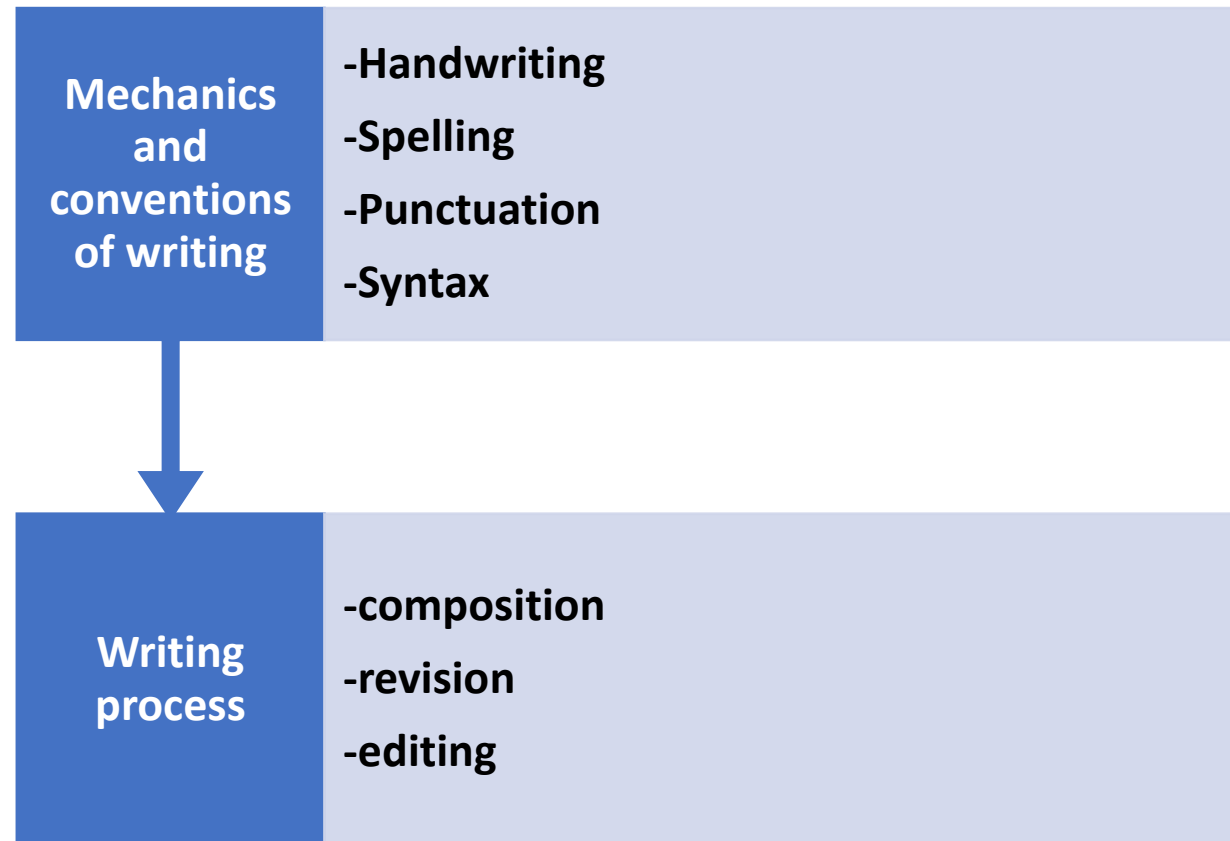 Mechanics
and
conventions
of writing
-Handwriting
-Spelling
-Punctuation
-Syntax
Writing
process
-composition
-revision
-editing